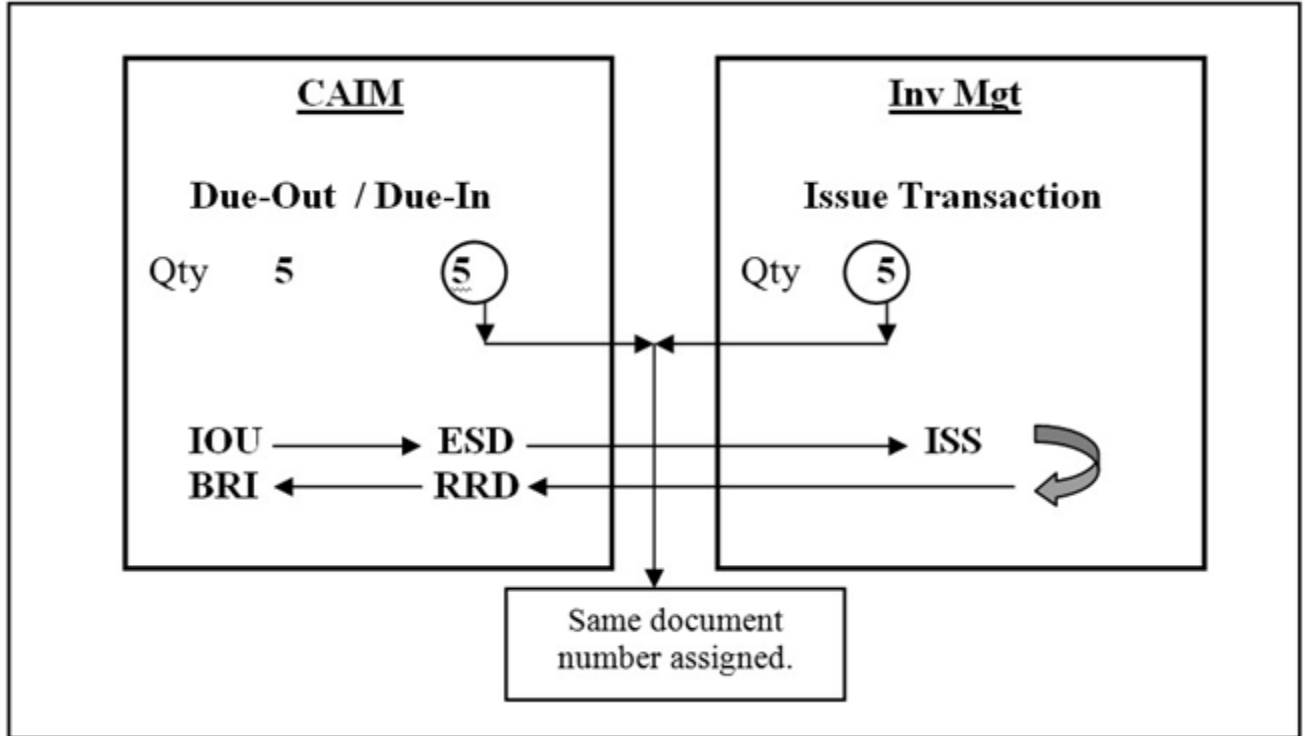 CAIM
Due-Out / Due-In
Qty 5 5
IOU ESD
BRI RRD
Inv Mgt
Issue Transaction
Qty 5
ISS
Same document
number assigned.